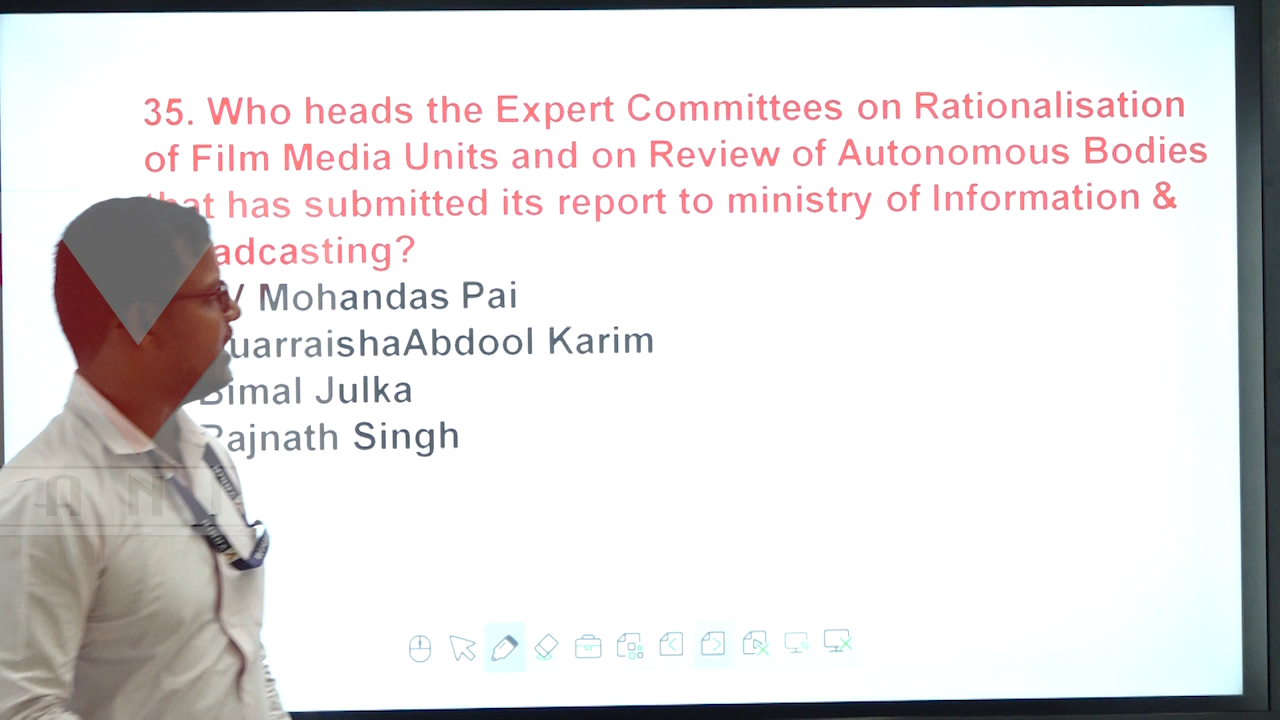 35. Who heads the Expert Committees on Rationalisation
of Film Media Units and on Review of Autonomous Bodies
that has submitted its report to ministry of Information &
adcasting?
V Mohandas Pai
uarraishaAbdool Karim
Bimal Julka
Rajnath Singh